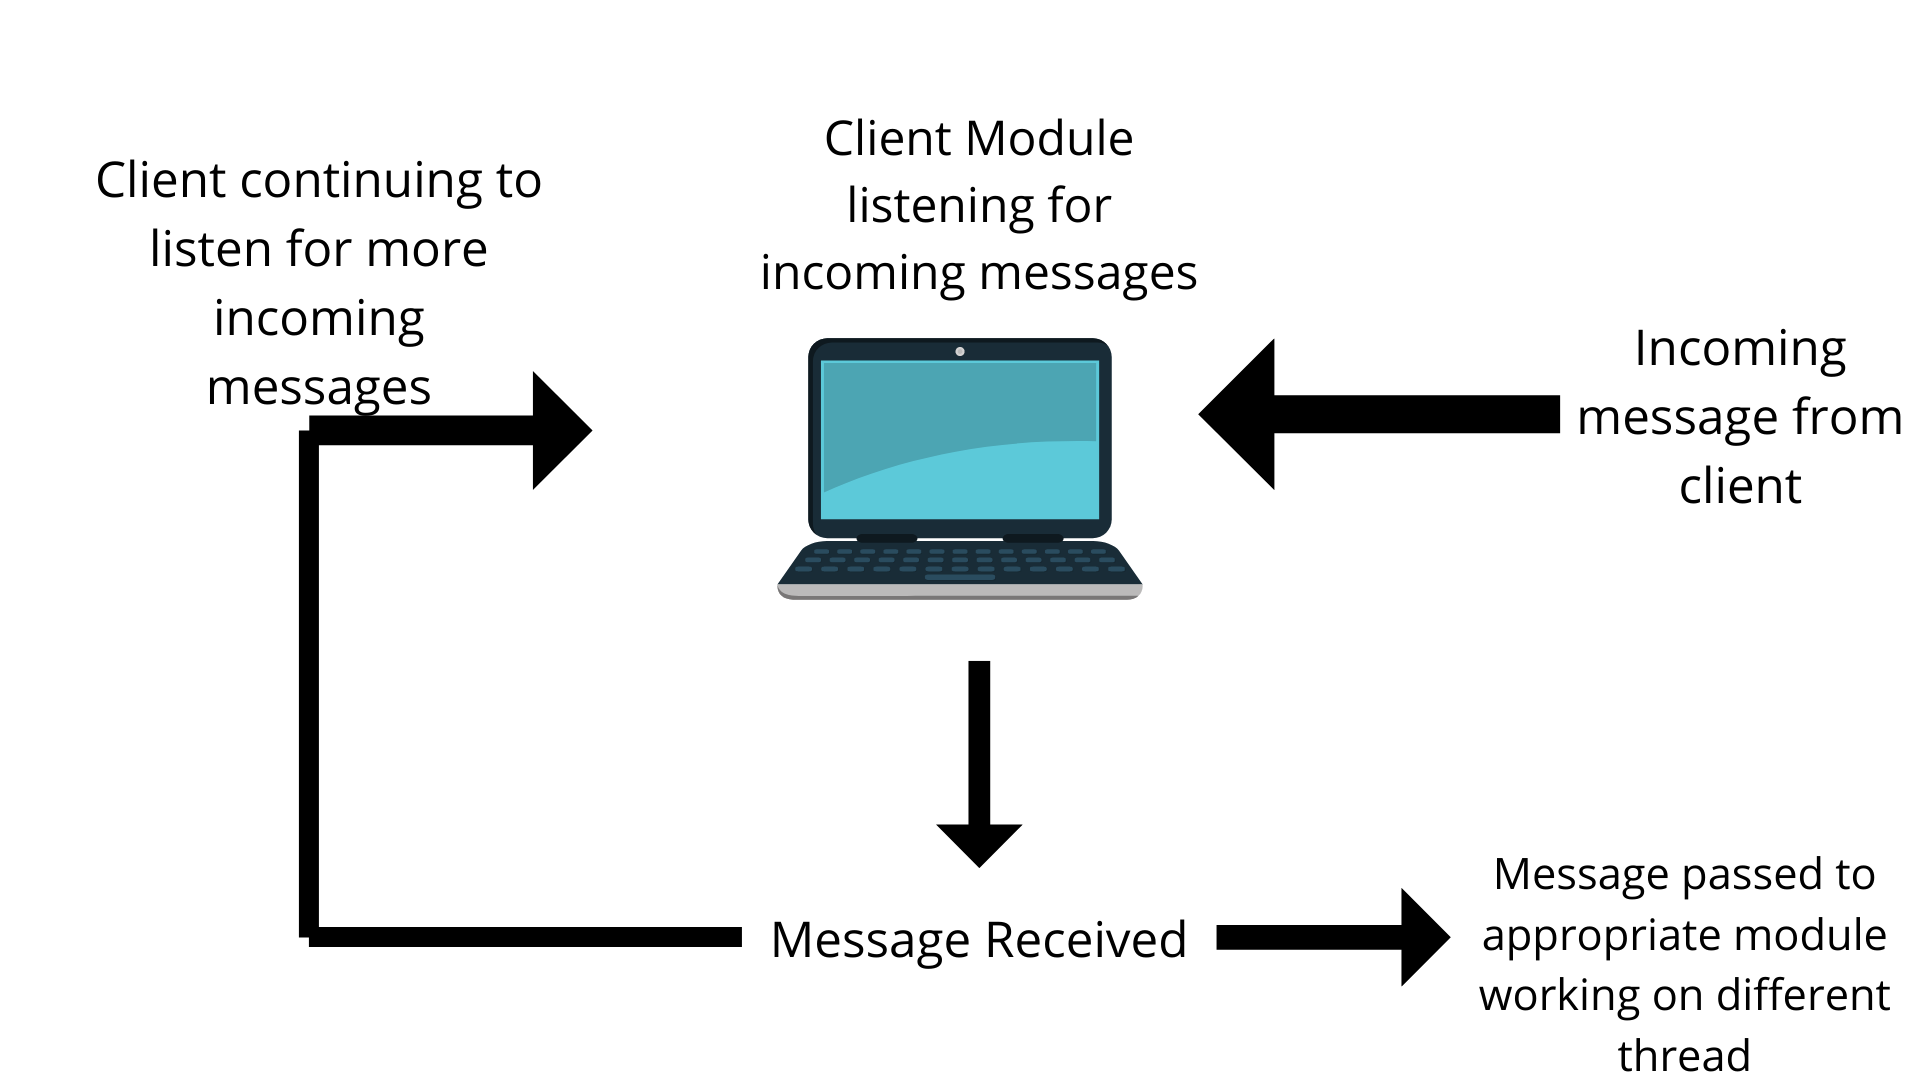 Client Module
listening for
incoming messages
Client continuing to
listen for more
incoming
messages
Incoming
message from
client
Message Received
Message passed to
appropriate module
working on different
thread